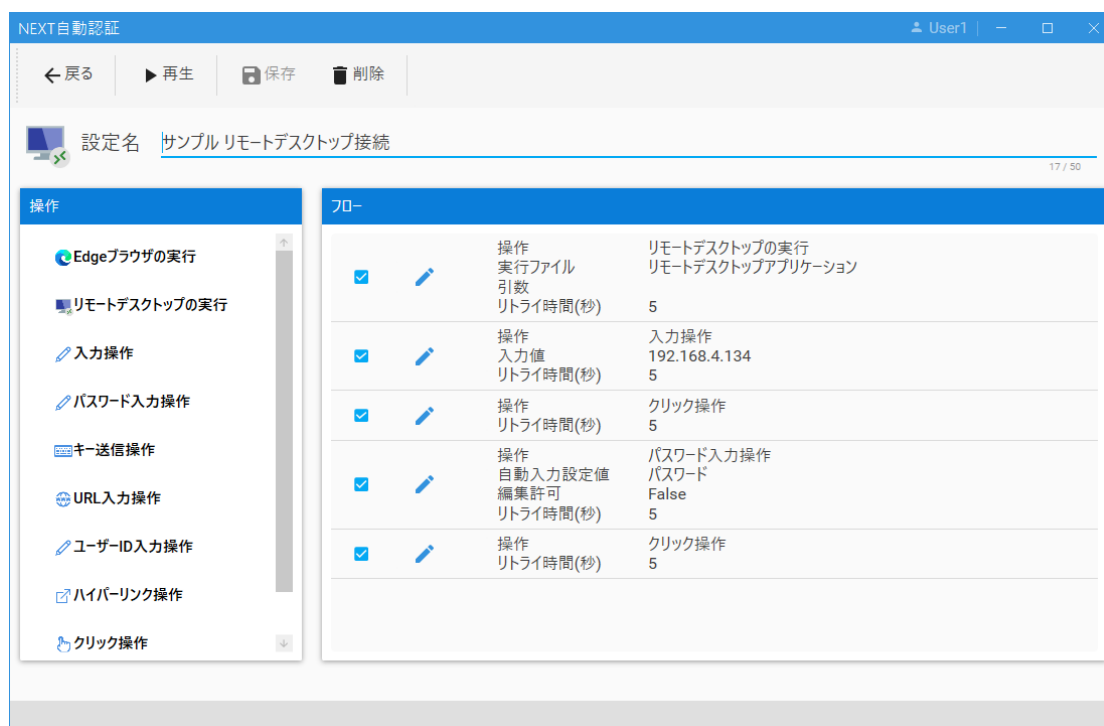 NEXT自動認証 User1
戻る 再生 保存 削除
設定名 サンプル リモートデスクトップ接続
17 / 50
操作
Edgeブラウザの実行
リモートデスクトップの実行
入力操作
パスワード入力操作
キー送信操作
URL入力操作
ユーザーID入力操作
ハイパーリンク操作
クリック操作
フロー
操作 リモートデスクトップの実行
実行ファイル リモートデスクトップアプリケーション
引数
リトライ時間(秒) 5
操作 入力操作
入力値 192.168.4.134
リトライ時間(秒) 5
操作 クリック操作
リトライ時間(秒) 5
操作 パスワード入力操作
自動入力設定値 パスワード
編集許可 False
リトライ時間(秒) 5
操作 クリック操作
リトライ時間(秒) 5